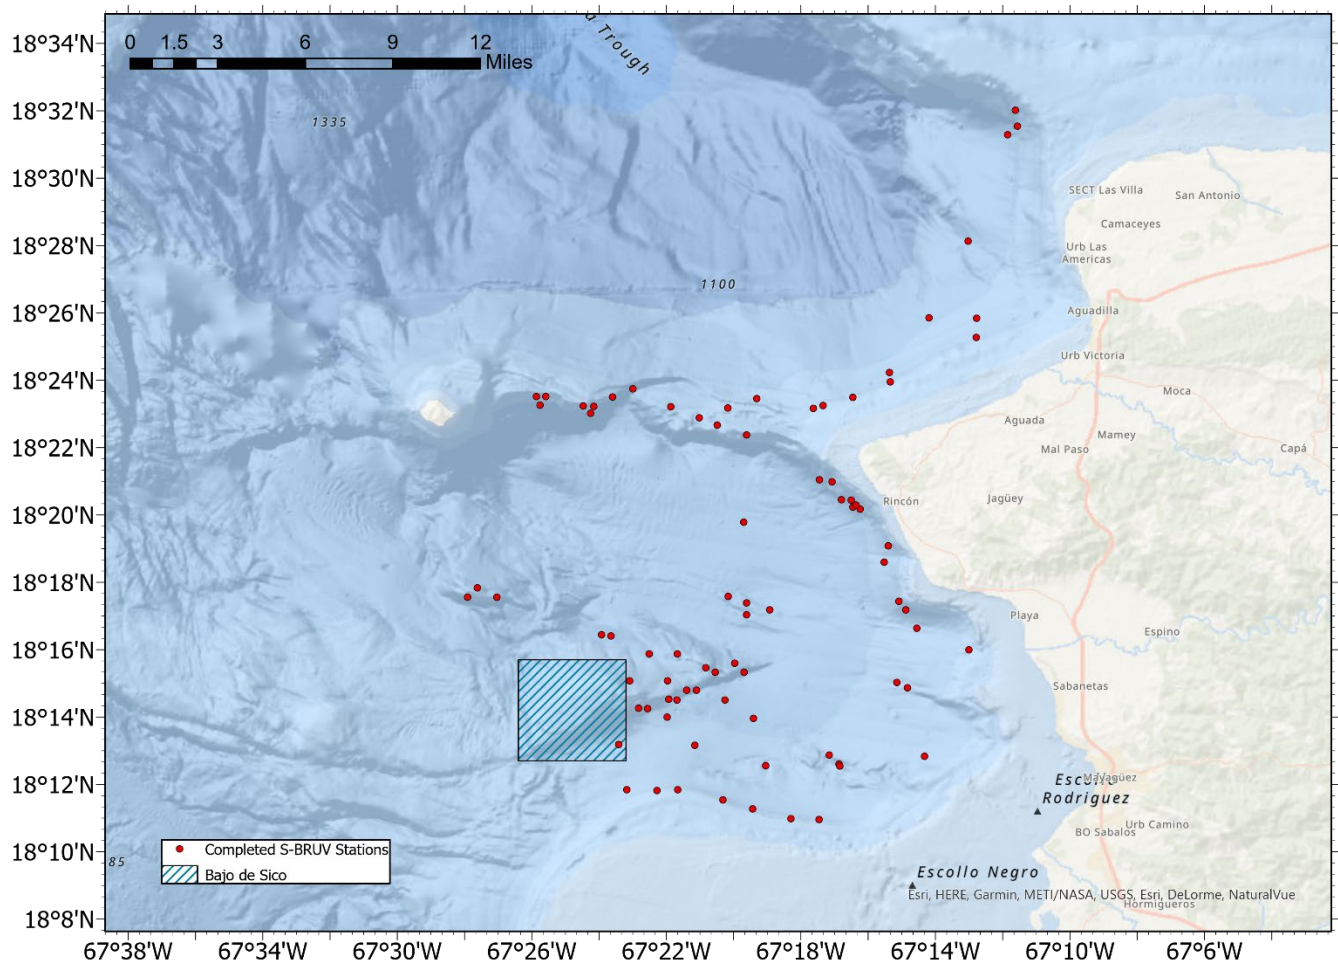 18°34'N
18°32'N
18°30'N
18°28'N
18°26'N
18°24'N
18°22'N
18°20'N
18°18'N
18°16'N
18°14'N
18°12'N
18°10'N
18°8'N
0 1.5 3 6 9 12
Miles
a Trough
1335
1100
85
SECT Las Villa
San Antonio
Camaceyes
Urb Las
Americas
Aguadilla
Urb Victoria
Moca
Aguada
Mamey
Mal Paso
Capá
Rincón
Jagüey
Playa
Espino
Sabanetas
Mayagüez
Rodriguez
Urb Camino
BO Sabalos
Escollo Negro
Hormigueros
Completed S-BRUV Stations
Bajo de Sico
Esri, HERE, Garmin, METI/NASA, USGS, Esri, DeLorme, NaturalVue
67°38'W 67°34'W 67°30'W 67°26'W 67°22'W 67°18'W 67°14'W 67°10'W 67°6'W